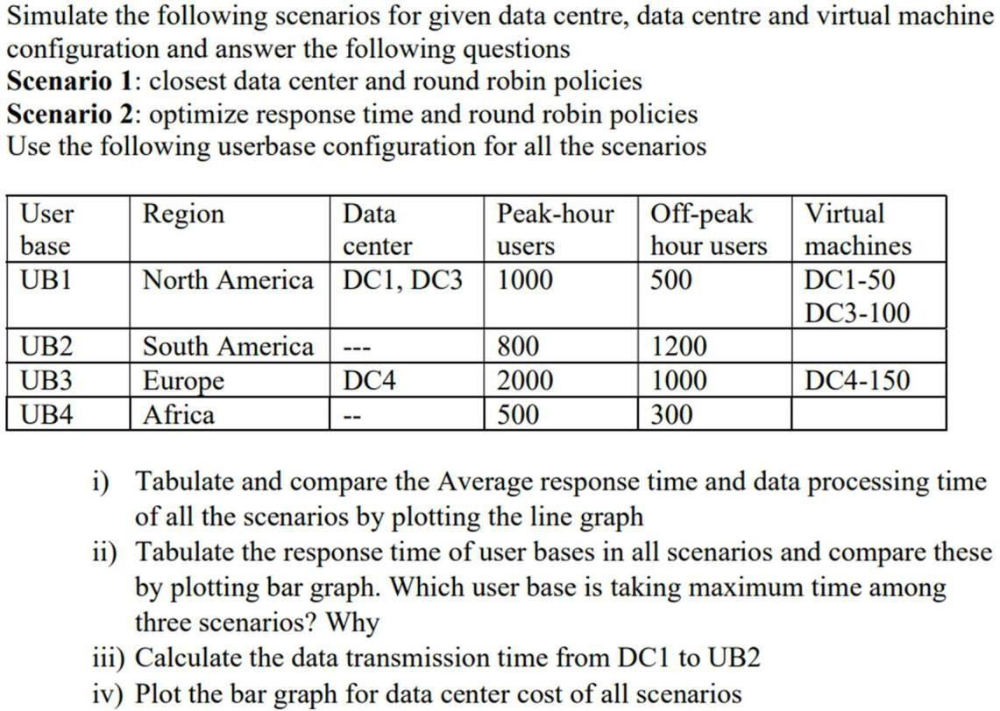 Simulate the following scenarios for given data centre, data centre and virtual machine
configuration and answer the following questions
Scenario 1: closest data center and round robin policies
Scenario 2: optimize response time and round robin policies
Use the following userbase configuration for all the scenarios
User base Region Data center Peak-hour users Off-peak hour users Virtual machines
UB1 North America DC1, DC3 1000 500 DC1-50 DC3-100
UB2 South America --- 800 1200
UB3 Europe DC4 2000 1000 DC4-150
UB4 Africa -- 500 300
i) Tabulate and compare the Average response time and data processing time
of all the scenarios by plotting the line graph
ii) Tabulate the response time of user bases in all scenarios and compare these
by plotting bar graph. Which user base is taking maximum time among
three scenarios? Why
iii) Calculate the data transmission time from DC1 to UB2
iv) Plot the bar graph for data center cost of all scenarios